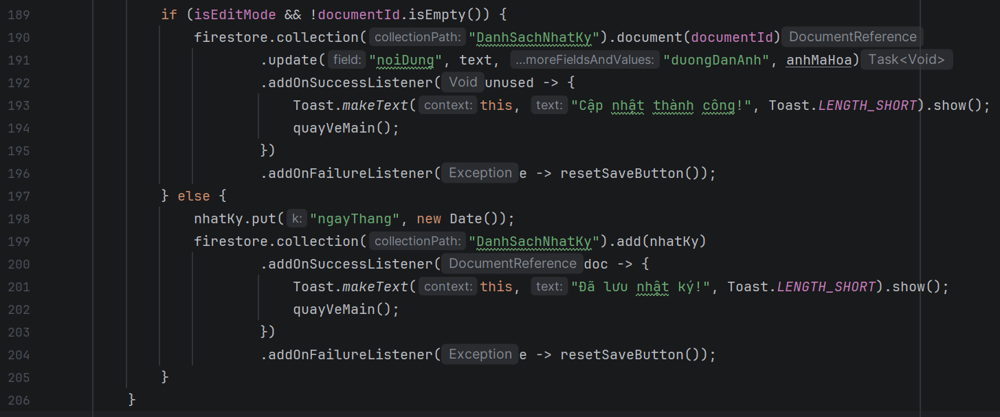 189 if (isEditMode && !documentId.isEmpty()) {
190 firestore.collection( collectionPath: "DanhSachNhatKy").document(documentId) DocumentReference
191 .update( field: "noiDung", text, ...moreFieldsAndValues: "duongDanAnh", anhMaHoa) Task<Void>
192 .addOnSuccessListener( Void unused -> {
193 Toast.makeText( context: this, text: "Cập nhật thành công!", Toast.LENGTH_SHORT).show();
194 quayVeMain();
195 })
196 .addOnFailureListener( Exception e -> resetSaveButton());
197 } else {
198 nhatKy.put( k: "ngayThang", new Date());
199 firestore.collection( collectionPath: "DanhSachNhatKy").add(nhatKy)
200 .addOnSuccessListener( DocumentReference doc -> {
201 Toast.makeText( context: this, text: "Đã lưu nhật ký!", Toast.LENGTH_SHORT).show();
202 quayVeMain();
203 })
204 .addOnFailureListener( Exception e -> resetSaveButton());
205 }
206 }